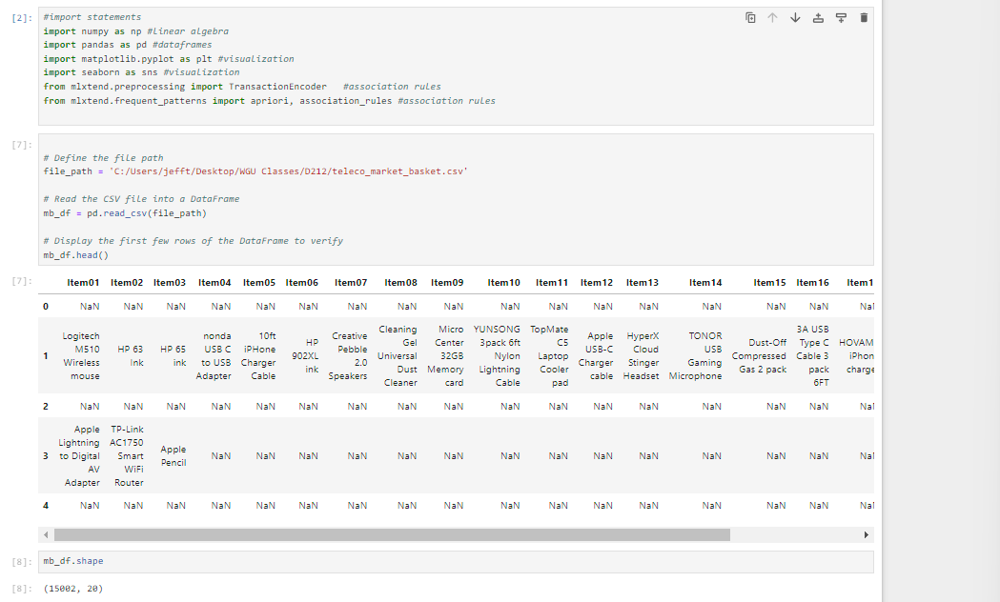 [2]: #import statements
import numpy as np #linear algebra
import pandas as pd #dataframes
import matplotlib.pyplot as plt #visualization
import seaborn as sns #visualization
from mlxtend.preprocessing import TransactionEncoder   #association rules
from mlxtend.frequent_patterns import apriori, association_rules #association rules
[7]:
# Define the file path
file_path = 'C:/Users/jefft/Desktop/WGU Classes/D212/teleco_market_basket.csv'
# Read the CSV file into a DataFrame
mb_df = pd.read_csv(file_path)
# Display the first few rows of the DataFrame to verify
mb_df.head()
[7]: Item01 Item02 Item03 Item04 Item05 Item06 Item07 Item08 Item09 Item10 Item11 Item12 Item13 Item14 Item15 Item16 Item1
0 NaN NaN NaN NaN NaN NaN NaN NaN NaN NaN NaN NaN NaN NaN NaN NaN Nal
1 Logitech M510 Wireless mouse HP 63 Ink HP 65 ink nonda USB C to USB Adapter 10ft iPHone Charger Cable HP 902XL ink Creative Pebble 2.0 Speakers Cleaning Gel Universal Dust Cleaner Micro Center 32GB Memory card YUNSONG 3pack 6ft Nylon Lightning Cable TopMate C5 Laptop Cooler pad Apple USB-C Charger cable HyperX Cloud Stinger Headset TONOR USB Gaming Microphone Dust-Off Compressed Gas 2 pack 3A USB Type C Cable 3 pack 6FT HOVAM iPhon charge
2 NaN NaN NaN NaN NaN NaN NaN NaN NaN NaN NaN NaN NaN NaN NaN NaN Nal
3 Apple Lightning to Digital AV Adapter TP-Link AC1750 Smart WiFi Router Apple Pencil NaN NaN NaN NaN NaN NaN NaN NaN NaN NaN NaN NaN NaN Nal
4 NaN NaN NaN NaN NaN NaN NaN NaN NaN NaN NaN NaN NaN NaN NaN NaN Nal
[8]: mb_df.shape
[8]: (15002, 20)